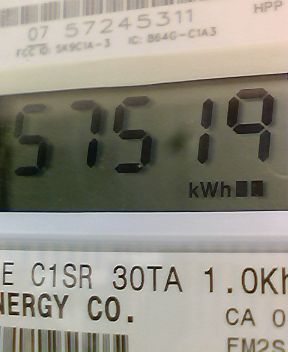 HPP
07 57245311
FCC ID: SK9C1A-3 IC: 864G-C1A3
57519
kWh
E C1SR 30TA 1.0Kh
NERGY CO.
CA 0
FM2S